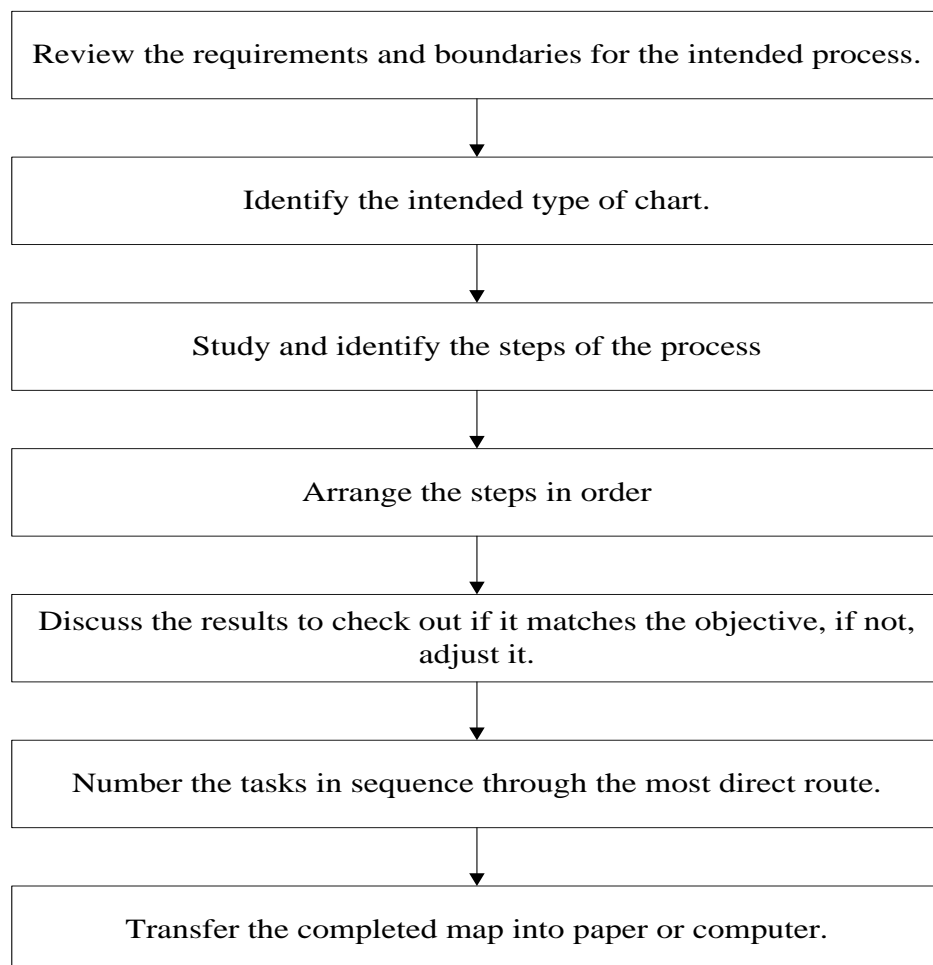 Review the requirements and boundaries for the intended process.
Identify the intended type of chart.
Study and identify the steps of the process
Arrange the steps in order
Discuss the results to check out if it matches the objective, if not,
adjust it.
Number the tasks in sequence through the most direct route.
Transfer the completed map into paper or computer.